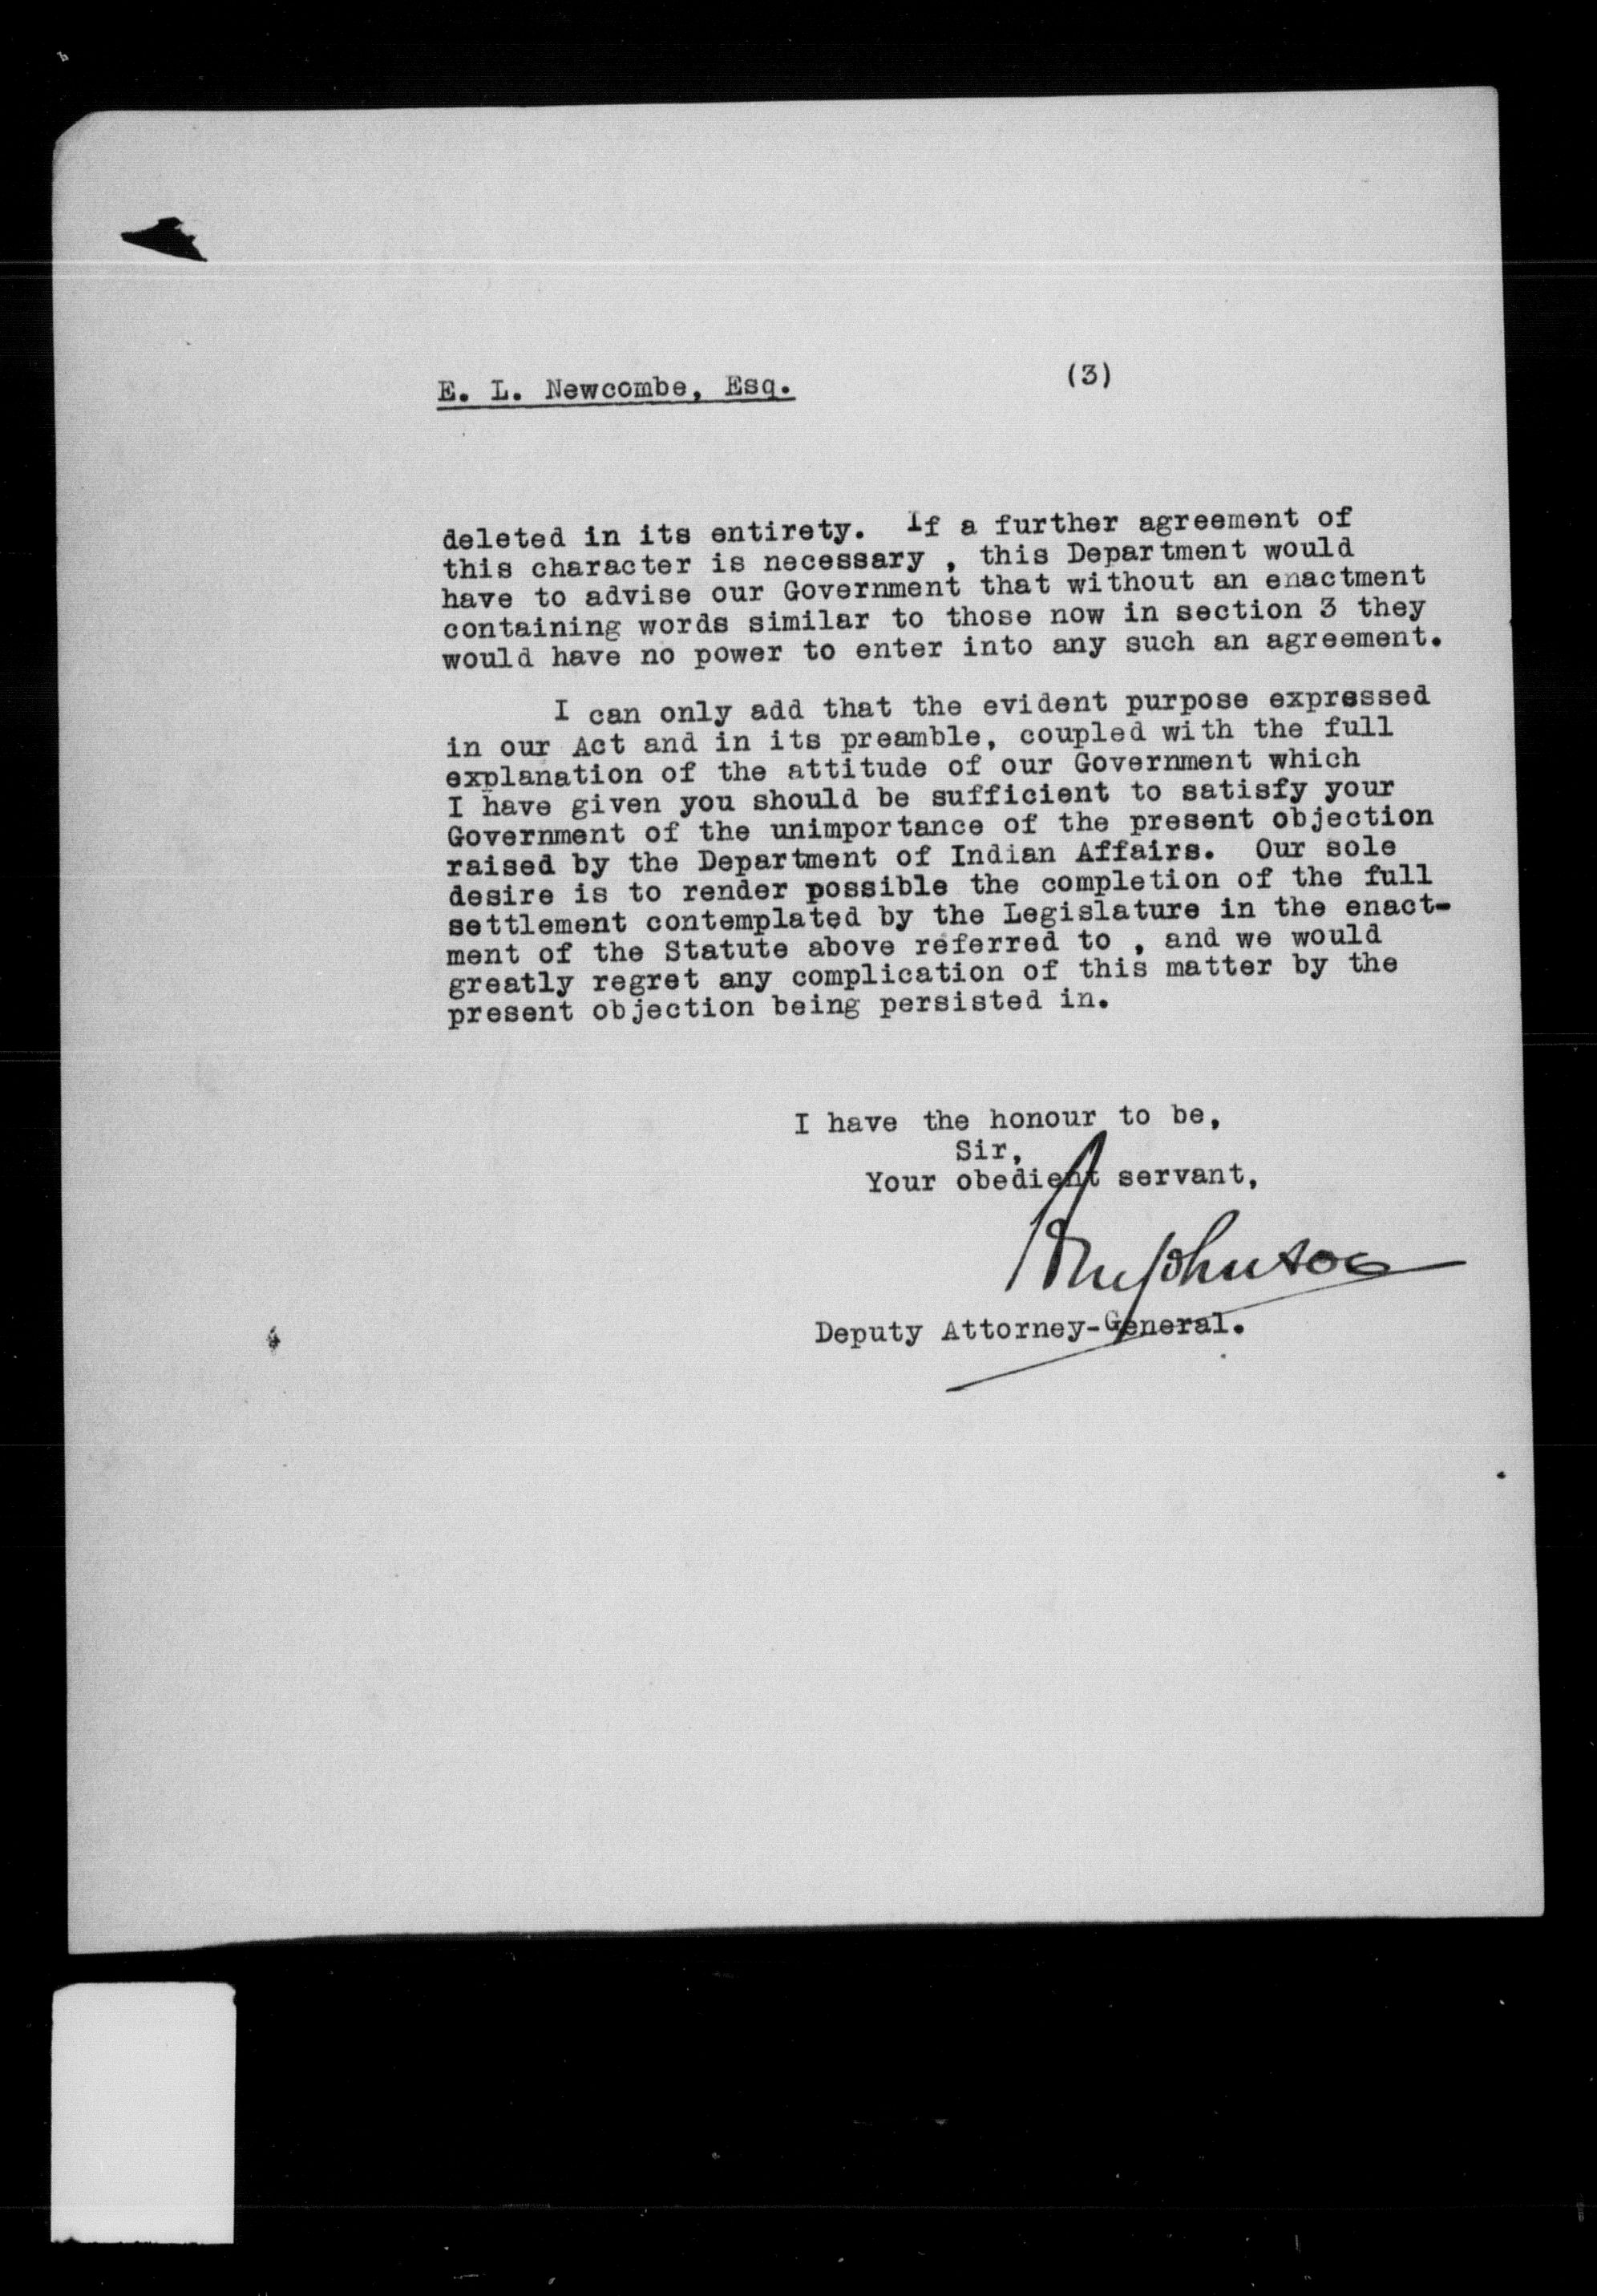 E. L. Newcombe, Esq. (3)
deleted in its entirety. If a further agreement of
this character is necessary , this Department would
have to advise our Government that without an enactment
containing words similar to those now in section 3 they
would have no power to enter into any such an agreement.
I can only add that the evident purpose expressed
in our Act and in its preamble, coupled with the full
explanation of the attitude of our Government which
I have given you should be sufficient to satisfy your
Government of the unimportance of the present objection
raised by the Department of Indian Affairs. Our sole
desire is to render possible the completion of the full
settlement contemplated by the Legislature in the enact-
ment of the Statute above referred to , and we would
greatly regret any complication of this matter by the
present objection being persisted in.
I have the honour to be,
Sir,
Your obedient servant,
Johnson
Deputy Attorney-General.